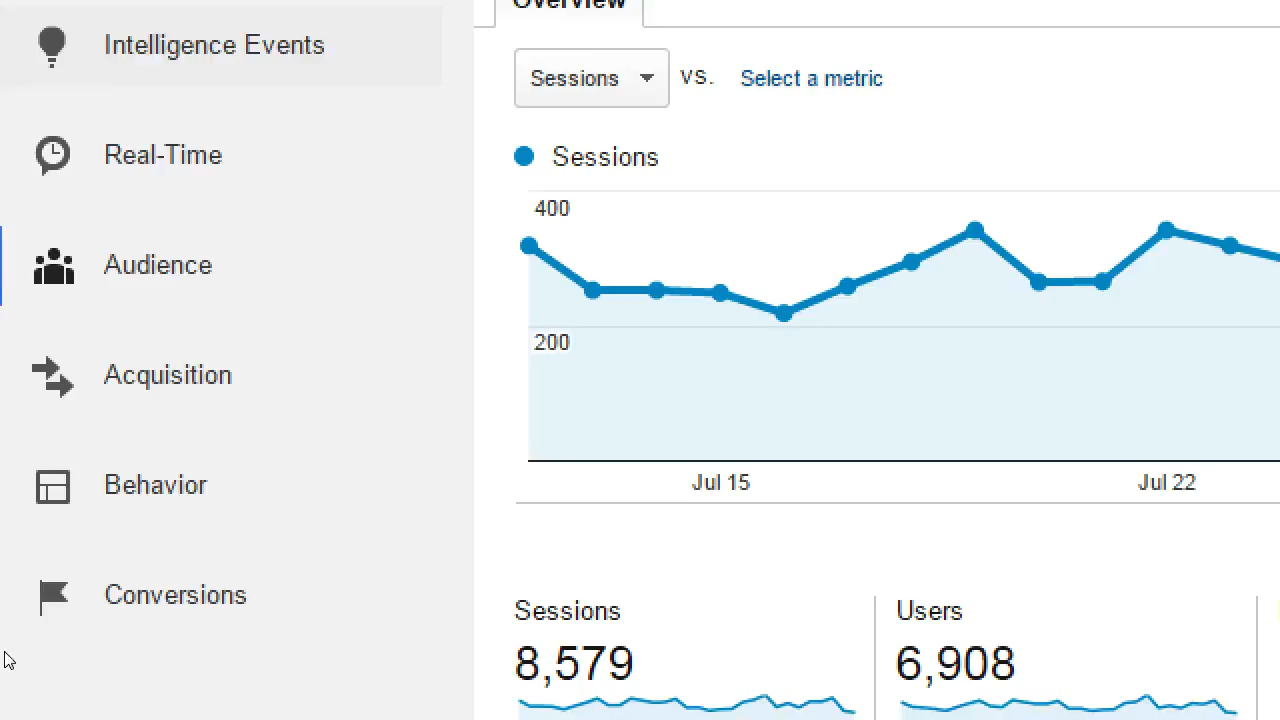 Intelligence Events
Real-Time
Audience
Acquisition
Behavior
Conversions
Overview
Sessions vs. Select a metric
Sessions
400
200
Jul 15 Jul 22
Sessions Users
8,579 6,908